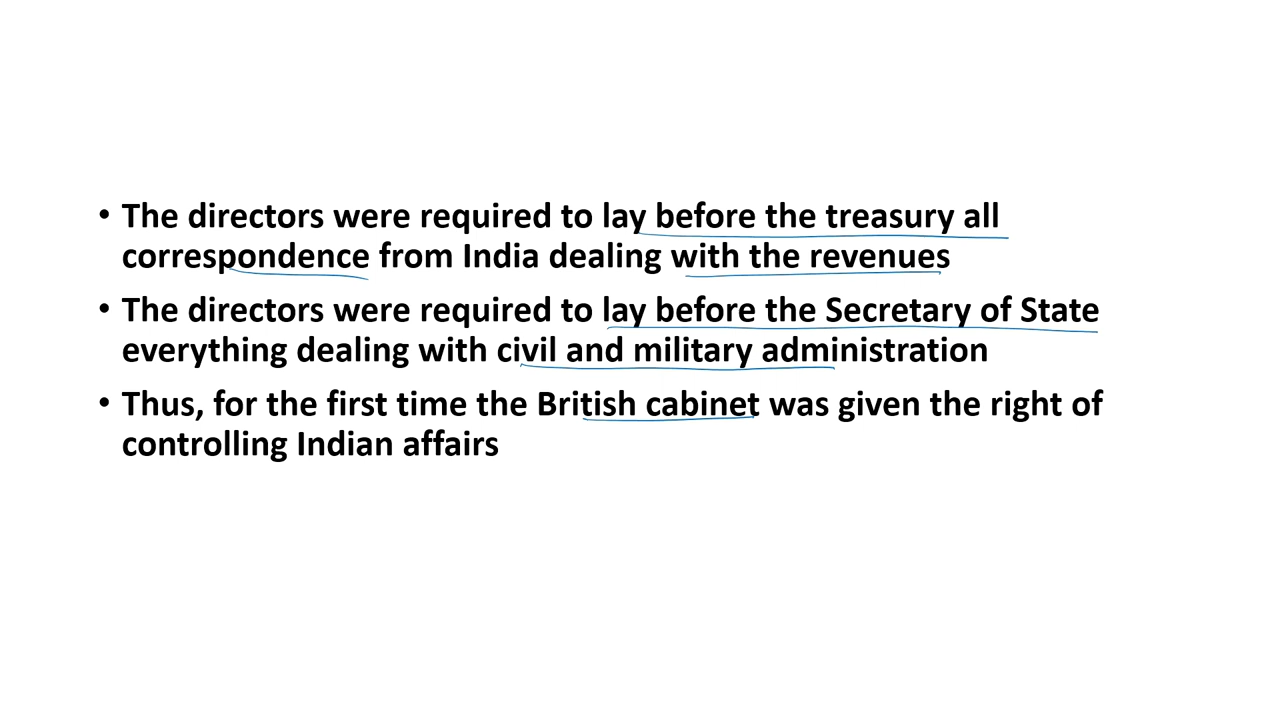 • The directors were required to lay before the treasury all
correspondence from India dealing with the revenues
• The directors were required to lay before the Secretary of State
everything dealing with civil and military administration
• Thus, for the first time the British cabinet was given the right of
controlling Indian affairs